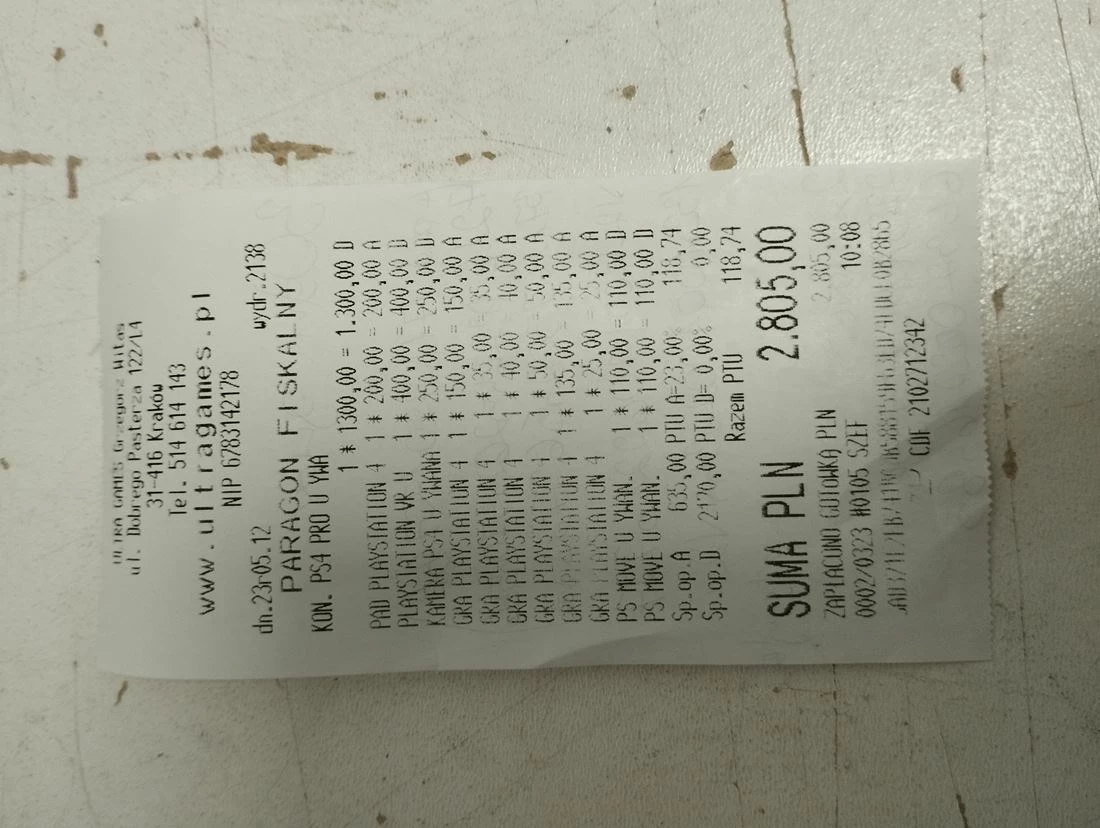 ULTRA GAMES Grzegorz Witas
ul. Dobrego Pasterza 122/L4
31-416 Kraków
Tel. 514 614 143
www.ultragames.pl
NIP 6783142178
dn.23r05.12 wydr.2138
PARAGON FISKALNY
KON. PS4 PRO U YWA
1 * 1300,00 = 1.300,00 D
PAD PLAYSTATION 4 1 * 200,00 = 200,00 A
PLAYSTATION VR U 1 * 400,00 = 400,00 D
KAMERA PS4 U YWANA 1 * 250,00 = 250,00 D
GRA PLAYSTATION 4 1 * 150,00 = 150,00 A
GRA PLAYSTATION 4 1 * 35,00 = 35,00 A
GRA PLAYSTATION 4 1 * 40,00 = 40,00 A
GRA PLAYSTATION 4 1 * 50,00 = 50,00 A
GRA PLAYSTATION 4 1 * 135,00 = 135,00 A
GRA PLAYSTATION 4 1 * 25,00 = 25,00 A
PS MOVE U YWAN. 1 * 110,00 = 110,00 D
PS MOVE U YWAN. 1 * 110,00 = 110,00 D
Sp.op.A 635,00 PTU A=23,00% 118,74
Sp.op.D 2170,00 PTU D= 0,00% 0,00
Razem PTU 118,74
SUMA PLN 2.805,00
ZAPŁACONO GOTÓWKA PLN 2.805,00
0002/0323 #0105 SZEF 10:08
CDF 2102712342